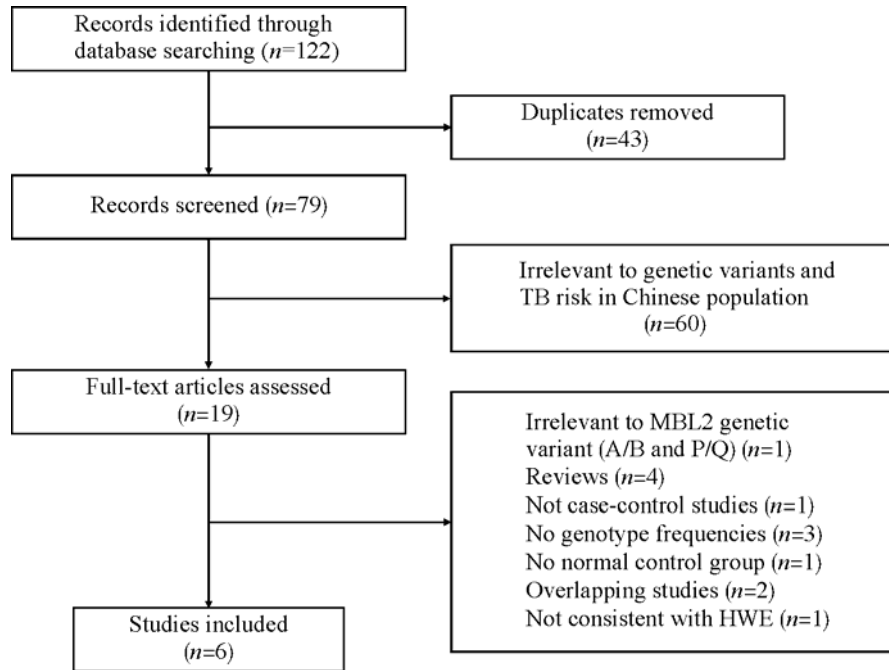 Records identified through
database searching (n=122)
Duplicates removed
(n=43)
Records screened (n=79)
Irrelevant to genetic variants and
TB risk in Chinese population
(n=60)
Full-text articles assessed
(n=19)
Irrelevant to MBL2 genetic
variant (A/B and P/Q) (n=1)
Reviews (n=4)
Not case-control studies (n=1)
No genotype frequencies (n=3)
No normal control group (n=1)
Overlapping studies (n=2)
Not consistent with HWE (n=1)
Studies included
(n=6)